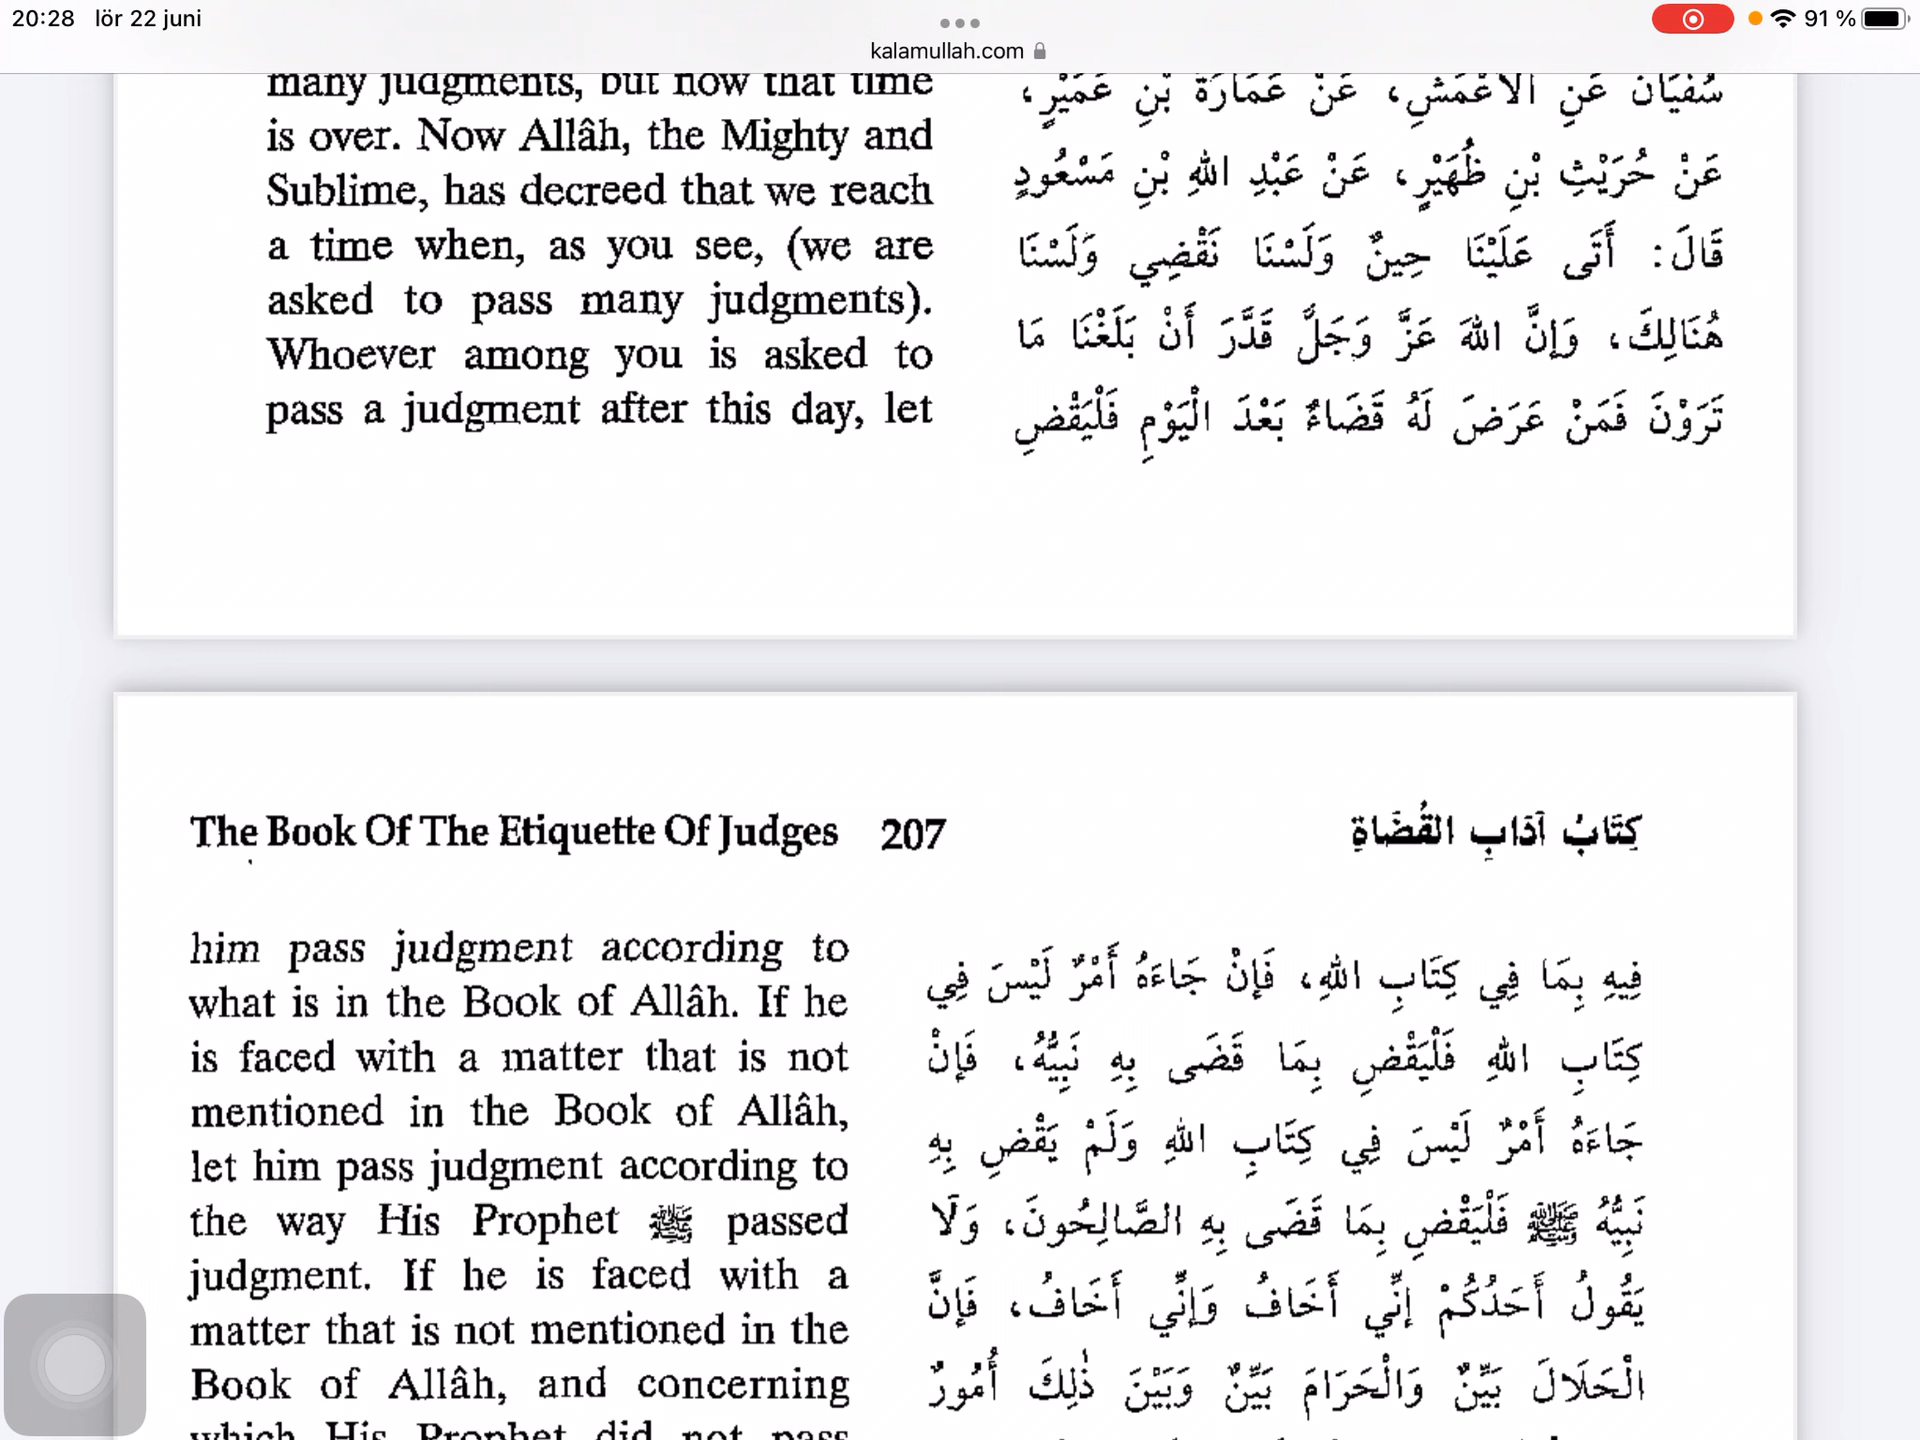 20:28 lör 22 juni
91 %
kalamullah.com
many judgments, but now that time
is over. Now Allâh, the Mighty and
Sublime, has decreed that we reach
a time when, as you see, (we are
asked to pass many judgments).
Whoever among you is asked to
pass a judgment after this day, let
سُفْيَانَ عَنِ الْأَعْمَشِ، عَنْ عُمَارَةَ بْنِ عُمَيْرٍ،
عَنْ حُرَيْثِ بْنِ ظُهَيْرٍ، عَنْ عَبْدِ اللهِ بْنِ مَسْعُودٍ
قَالَ: أَتَى عَلَيْنَا حِينٌ وَلَسْنَا نَقْضِي وَلَسْنَا
هُنَالِكَ، وَإِنَّ اللهَ عَزَّ وَجَلَّ قَدَّرَ أَنْ بَلَغْنَا مَا
تَرَوْنَ فَمَنْ عَرَضَ لَهُ قَضَاءٌ بَعْدَ الْيَوْمِ فَلْيَقْضِ
The Book Of The Etiquette Of Judges 207 كِتَابُ آدَابِ القُضَاةِ
him pass judgment according to
what is in the Book of Allâh. If he
is faced with a matter that is not
mentioned in the Book of Allâh,
let him pass judgment according to
the way His Prophet ﷺ passed
judgment. If he is faced with a
matter that is not mentioned in the
Book of Allâh, and concerning
which His Prophet did not pass
فِيهِ بِمَا فِي كِتَابِ اللهِ، فَإِنْ جَاءَهُ أَمْرٌ لَيْسَ فِي
كِتَابِ اللهِ فَلْيَقْضِ بِمَا قَضَى بِهِ نَبِيُّهُ، فَإِنْ
جَاءَهُ أَمْرٌ لَيْسَ فِي كِتَابِ اللهِ وَلَمْ يَقْضِ بِهِ
نَبِيُّهُ ﷺ فَلْيَقْضِ بِمَا قَضَى بِهِ الصَّالِحُونَ، وَلَا
يَقُولُ أَحَدُكُمْ إِنِّي أَخَافُ وَإِنِّي أَخَافُ، فَإِنَّ
الْحَلَالَ بَيِّنٌ وَالْحَرَامَ بَيِّنٌ وَبَيْنَ ذٰلِكَ أُمُورٌ